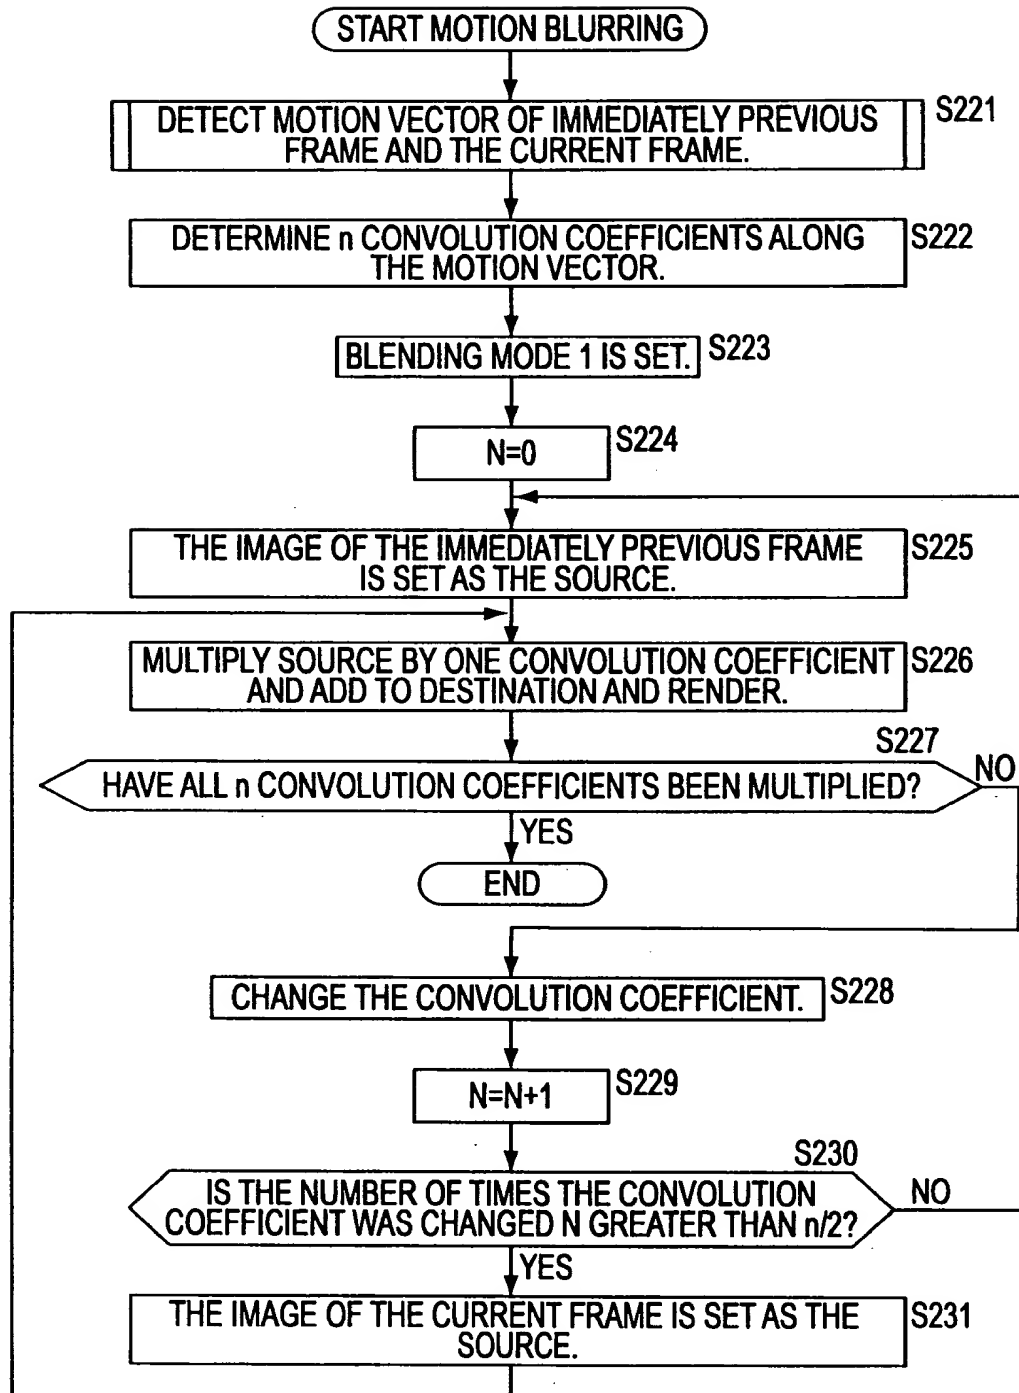 START MOTION BLURRING
DETECT MOTION VECTOR OF IMMEDIATELY PREVIOUS
FRAME AND THE CURRENT FRAME.
S221
DETERMINE n CONVOLUTION COEFFICIENTS ALONG
THE MOTION VECTOR.
S222
BLENDING MODE 1 IS SET.
S223
N=0
S224
THE IMAGE OF THE IMMEDIATELY PREVIOUS FRAME
IS SET AS THE SOURCE.
S225
MULTIPLY SOURCE BY ONE CONVOLUTION COEFFICIENT
AND ADD TO DESTINATION AND RENDER.
S226
S227
HAVE ALL n CONVOLUTION COEFFICIENTS BEEN MULTIPLIED?
NO
YES
END
CHANGE THE CONVOLUTION COEFFICIENT.
S228
N=N+1
S229
S230
IS THE NUMBER OF TIMES THE CONVOLUTION
COEFFICIENT WAS CHANGED N GREATER THAN n/2?
NO
YES
THE IMAGE OF THE CURRENT FRAME IS SET AS THE
SOURCE.
S231